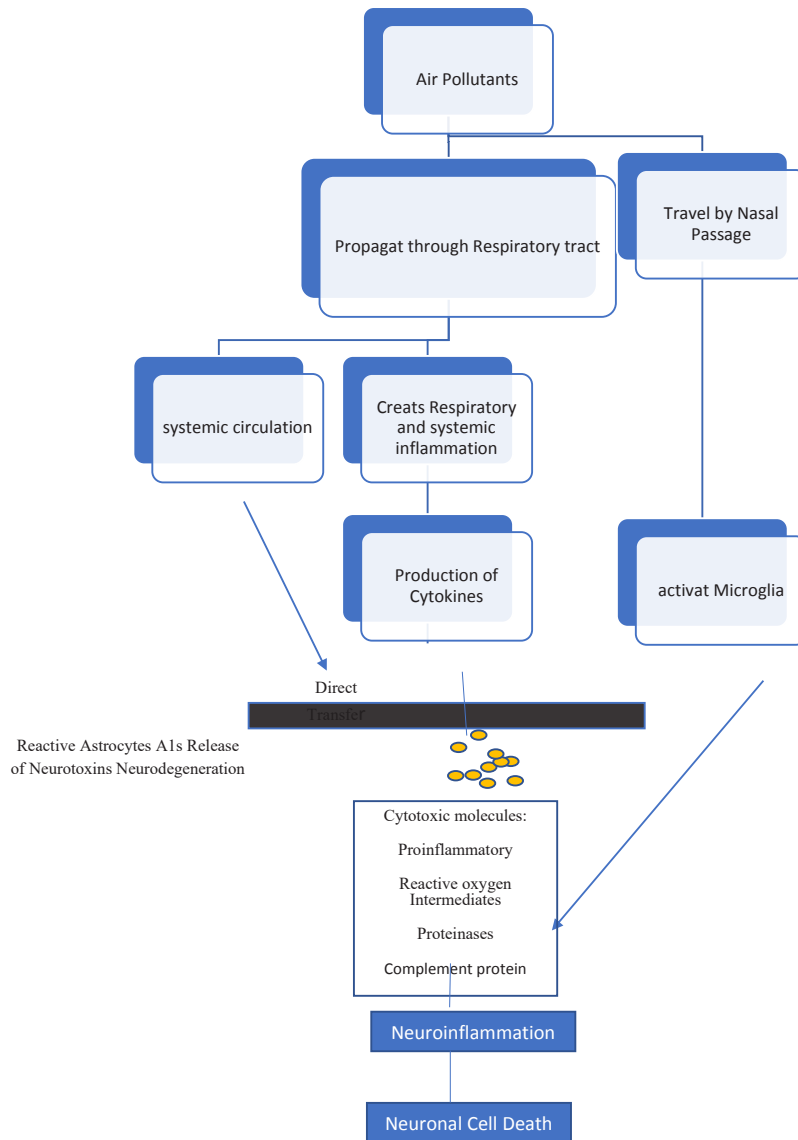 Air Pollutants
Propagat through Respiratory tract
Travel by Nasal
Passage
systemic circulation
Creats Respiratory
and systemic
inflammation
Production of
Cytokines
activat Microglia
Direct
Transfer
Reactive Astrocytes A1s Release
of Neurotoxins Neurodegeneration
Cytotoxic molecules:
Proinflammatory
Reactive oxygen
Intermediates
Proteinases
Complement protein
Neuroinflammation
Neuronal Cell Death